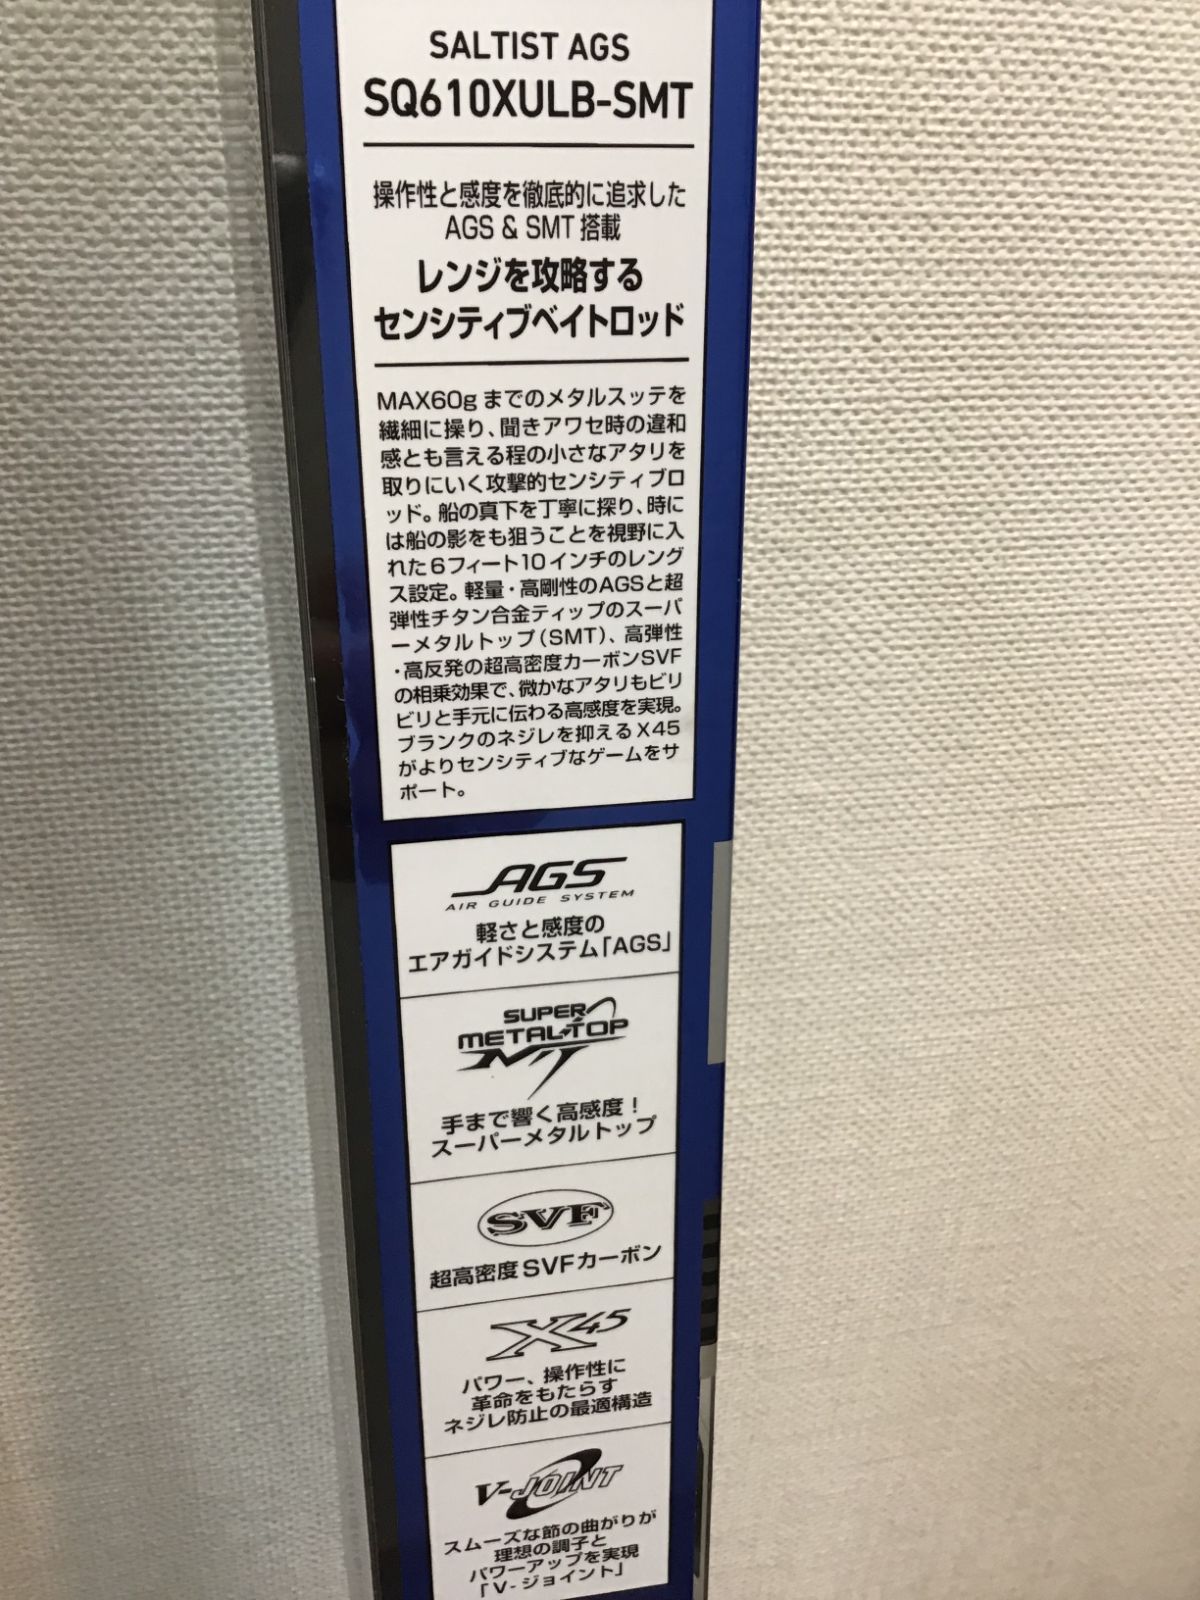 SALTIST AGS
SQ610XULB-SMT
操作性と感度を徹底的に追求した
AGS & SMT 搭載
レンジを攻略する
センシティブベイトロッド
MAX60g までのメタルスッテを
繊細に操り、聞きアワセ時の違和
感とも言える程の小さなアタリを
取りにいく攻撃的センシティブロ
ッド。船の真下を丁寧に探り、時に
は船の影をも狙うことを視野に入
れた6フィート10インチのレング
ス設定。軽量・高剛性のAGSと超
弾性チタン合金ティップのスーパ
ーメタルトップ(SMT)、高弾性
・高反発の超高密度カーボンSVF
の相乗効果で、微かなアタリもビリ
ビリと手元に伝わる高感度を実現。
ブランクのネジレを抑えるX45
がよりセンシティブなゲームをサ
ポート。
AGS
AIR GUIDE SYSTEM
軽さと感度の
エアガイドシステム「AGS」
SUPER
METAL-TOP
MT
手まで響く高感度！
スーパーメタルトップ
SVF
超高密度SVFカーボン
X45
パワー、操作性に
革命をもたらす
ネジレ防止の最適構造
V-JOINT
スムーズな節の曲がりが
理想の調子と
パワーアップを実現
「V-ジョイント」